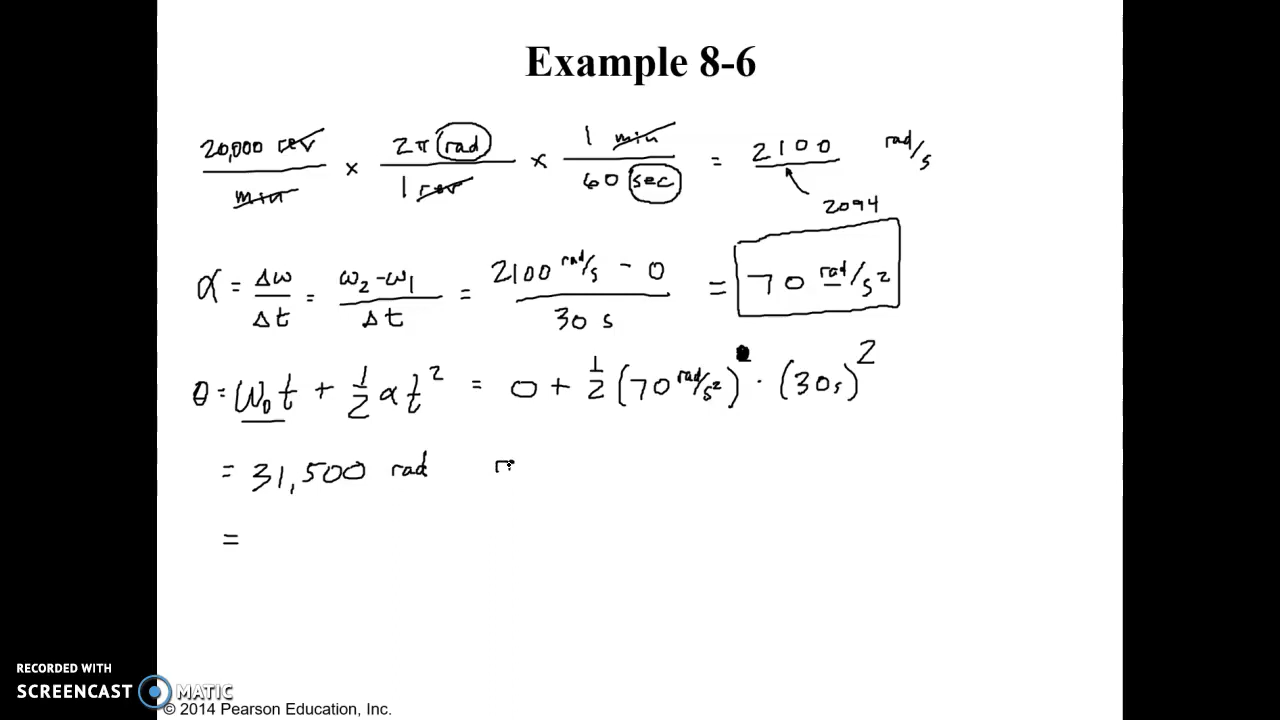 Example 8-6
20,000 rev / min × 2π rad / 1 rev × 1 min / 60 sec = 2100 rad/s
2094
α = Δω / Δt = ω₂ - ω₁ / Δt = 2100 rad/s - 0 / 30 s = 70 rad/s²
θ = ω₀t + 1/2 αt² = 0 + 1/2 (70 rad/s²) · (30s)²
= 31,500 rad
=
RECORDED WITH
SCREENCAST MATIC
© 2014 Pearson Education, Inc.